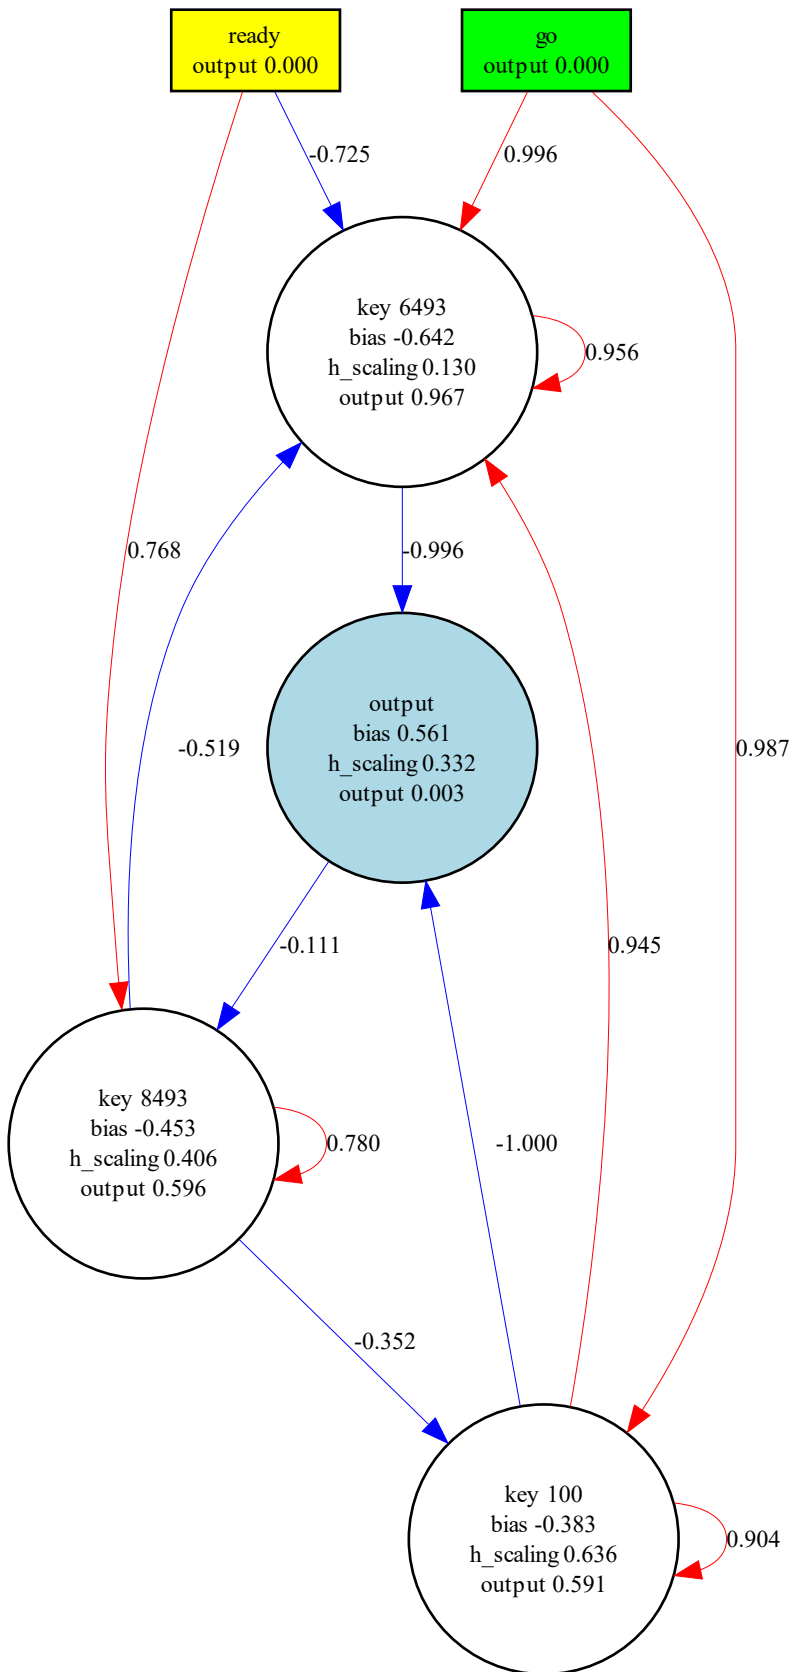 ready
output 0.000
go
output 0.000
-0.725
0.996
key 6493
bias -0.642
h_scaling 0.130
output 0.967
0.956
0.768
-0.996
output
bias 0.561
h_scaling 0.332
output 0.003
-0.519
0.987
-0.111
0.945
key 8493
bias -0.453
h_scaling 0.406
output 0.596
0.780
-1.000
-0.352
key 100
bias -0.383
h_scaling 0.636
output 0.591
0.904